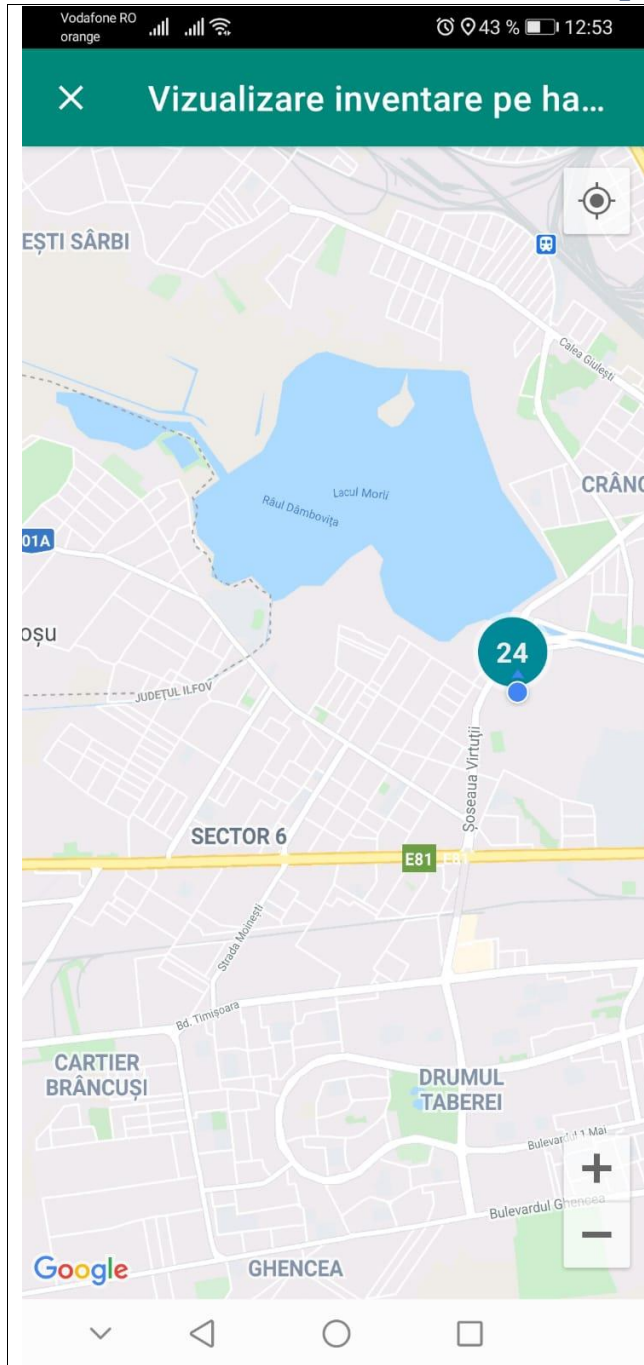 Vodafone RO
orange
43 % 12:53
Vizualizare inventare pe ha...
EȘTI SÂRBI
Calea Giulești
CRÂNG
Lacul Morii
Râul Dâmbovița
01A
oșu
24
JUDEȚUL ILFOV
Șoseaua Virtuții
SECTOR 6
E81 E81
Strada Moinești
Bd. Timișoara
CARTIER
BRÂNCUȘI
DRUMUL
TABEREI
Bulevardul 1 Mai
+
Bulevardul Ghencea
−
Google
GHENCEA